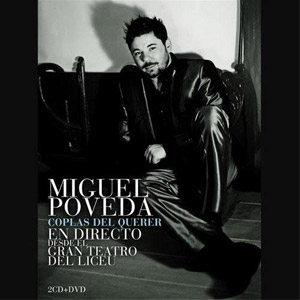 MIGUEL
POVEDA
COPLAS DEL QUERER
EN DIRECTO
DESDE EL
GRAN TEATRO
DEL LICEU
2CD+DVD